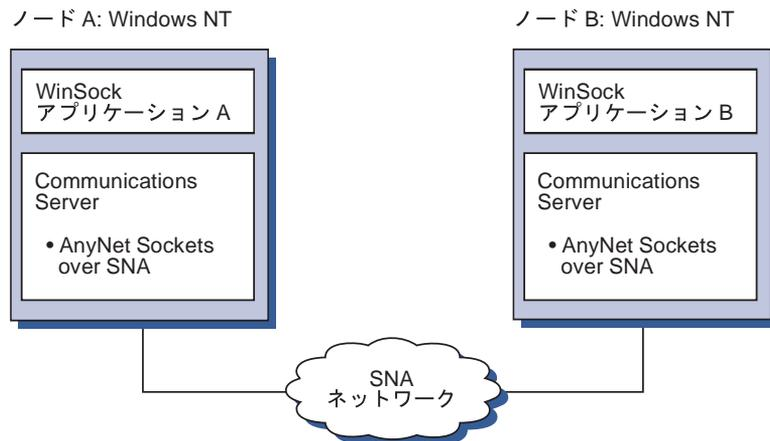 ノード A: Windows NT
WinSock
アプリケーション A
Communications
Server
• AnyNet Sockets
over SNA
ノード B: Windows NT
WinSock
アプリケーション B
Communications
Server
• AnyNet Sockets
over SNA
SNA
ネットワーク